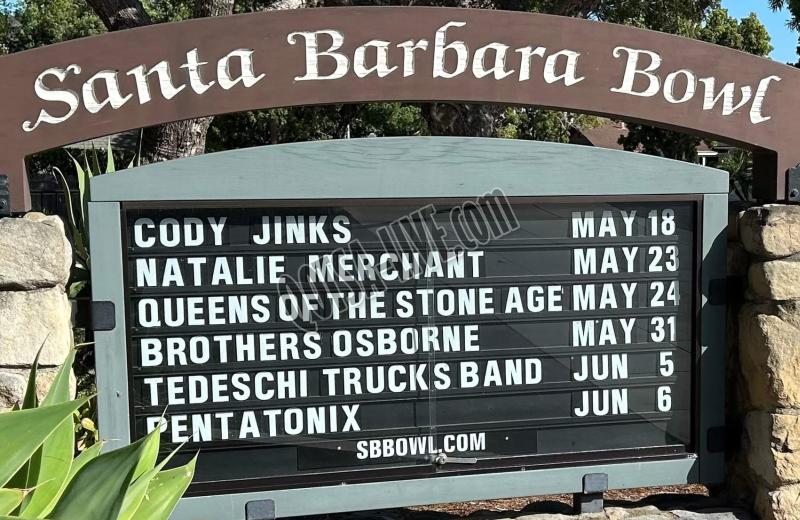 Santa Barbara Bowl
CODY JINKS MAY 18
NATALIE MERCHANT MAY 23
QUEENS OF THE STONE AGE MAY 24
BROTHERS OSBORNE MAY 31
TEDESCHI TRUCKS BAND JUN 5
PENTATONIX JUN 6
SBBOWL.COM